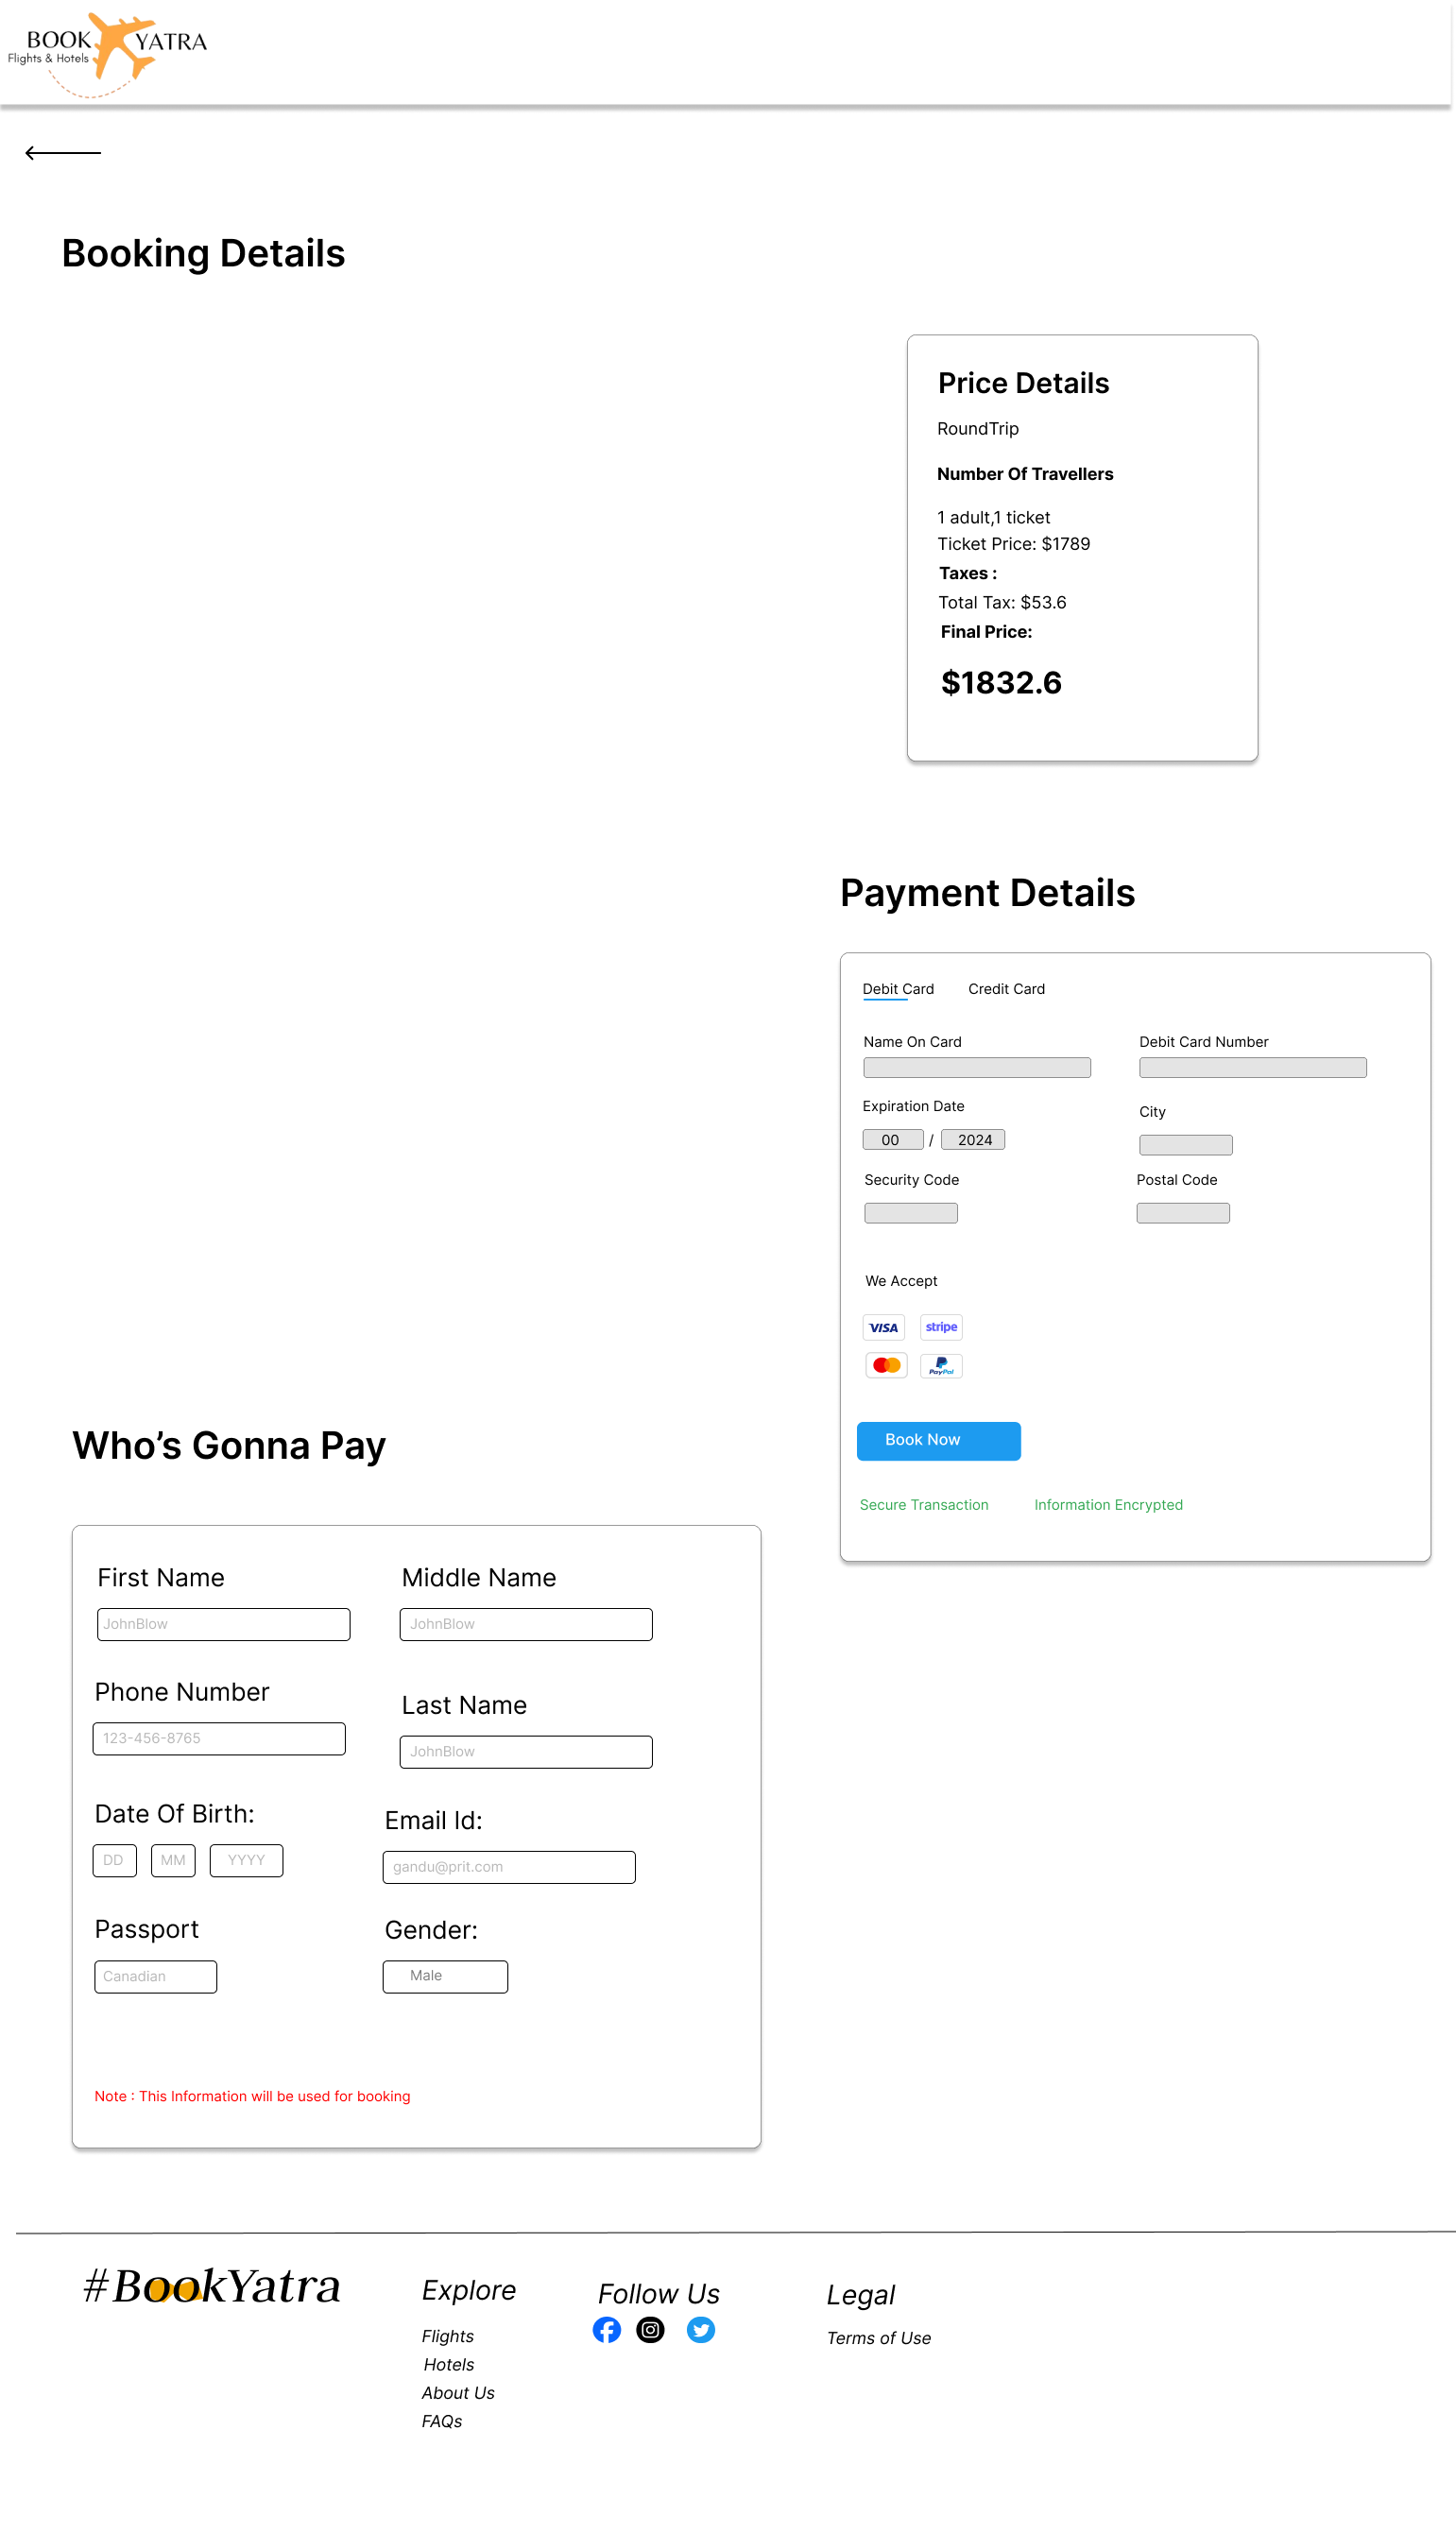 BOOK YATRA
Flights & Hotels
Booking Details
Price Details
RoundTrip
Number Of Travellers
1 adult,1 ticket
Ticket Price: $1789
Taxes :
Total Tax: $53.6
Final Price:
$1832.6
Payment Details
Debit Card Credit Card
Name On Card Debit Card Number
Expiration Date City
00 / 2024
Security Code Postal Code
We Accept
VISA stripe
PayPal
Book Now
Secure Transaction Information Encrypted
Who’s Gonna Pay
First Name Middle Name
JohnBlow JohnBlow
Phone Number Last Name
123-456-8765 JohnBlow
Date Of Birth: Email Id:
DD MM YYYY gandu@prit.com
Passport Gender:
Canadian Male
Note : This Information will be used for booking
#BookYatra
Explore
Flights
Hotels
About Us
FAQs
Follow Us
Legal
Terms of Use